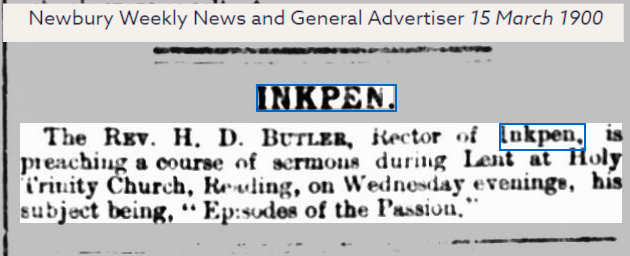 Newbury Weekly News and General Advertiser 15 March 1900
INKPEN.
The REV. H. D. BUTLER, Rector of Inkpen, is
preaching a course of sermons during Lent at Holy
Trinity Church, Reading, on Wednesday evenings, his
subject being, “ Episodes of the Passion.”